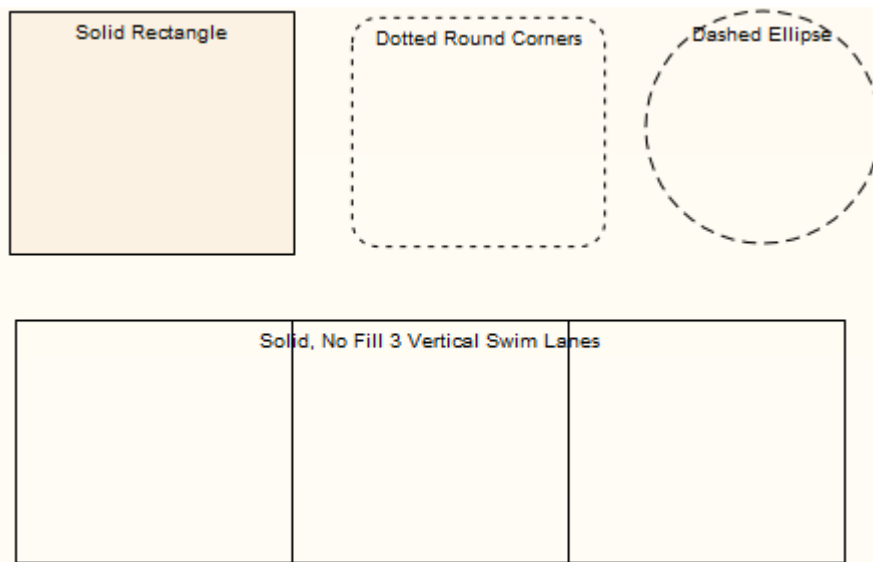 Solid Rectangle
Dotted Round Corners
Dashed Ellipse
Solid, No Fill 3 Vertical Swim Lanes